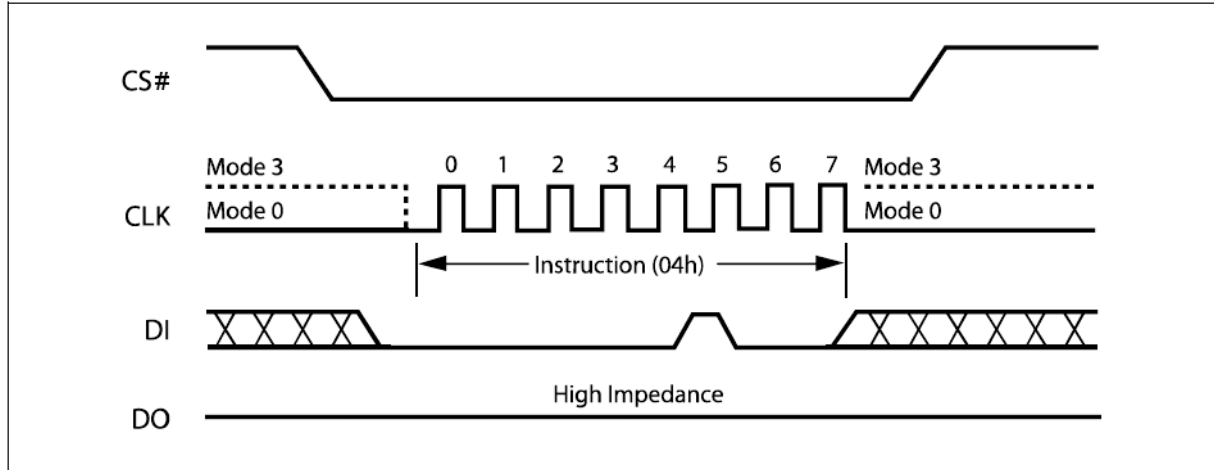 CS#
Mode 3
0 1 2 3 4 5 6 7
Mode 3
CLK
Mode 0
Mode 0
Instruction (04h)
DI
High Impedance
DO